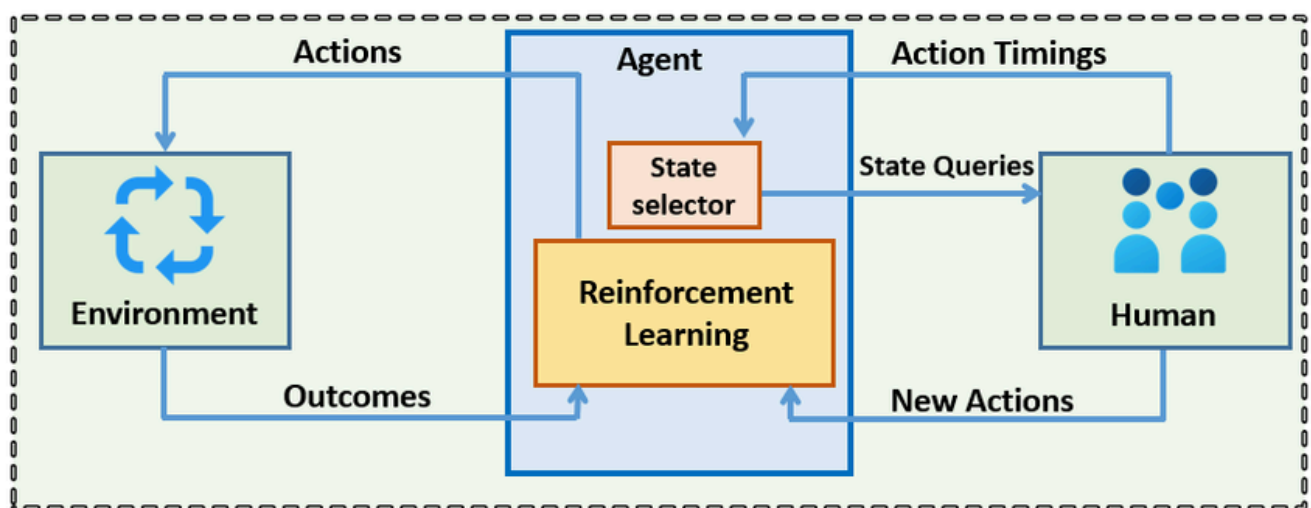 Actions
Agent
Action Timings
State
selector
State Queries
Reinforcement
Learning
Environment
Human
Outcomes
New Actions